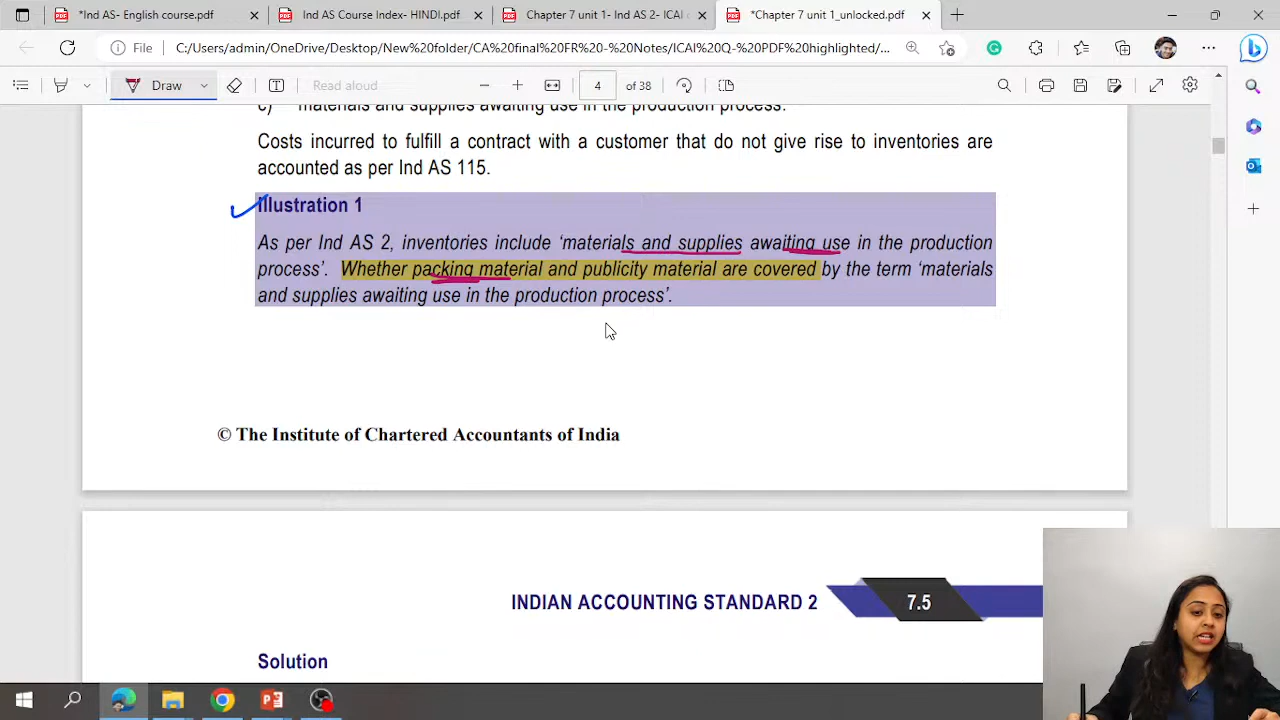 *Ind AS- English course.pdf
Ind AS Course Index- HINDI.pdf
Chapter 7 unit 1- Ind AS 2- ICAI
*Chapter 7 unit 1_unlocked.pdf
File
C:/Users/admin/OneDrive/Desktop/New%20folder/CA%20final%20FR%20-%20Notes/ICAI%20Q-%20PDF%20highlighted/...
Draw
Read aloud
4
of 38
c) materials and supplies awaiting use in the production process.
Costs incurred to fulfill a contract with a customer that do not give rise to inventories are
accounted as per Ind AS 115.
Illustration 1
As per Ind AS 2, inventories include ‘materials and supplies awaiting use in the production
process’. Whether packing material and publicity material are covered by the term ‘materials
and supplies awaiting use in the production process’.
© The Institute of Chartered Accountants of India
INDIAN ACCOUNTING STANDARD 2
7.5
Solution